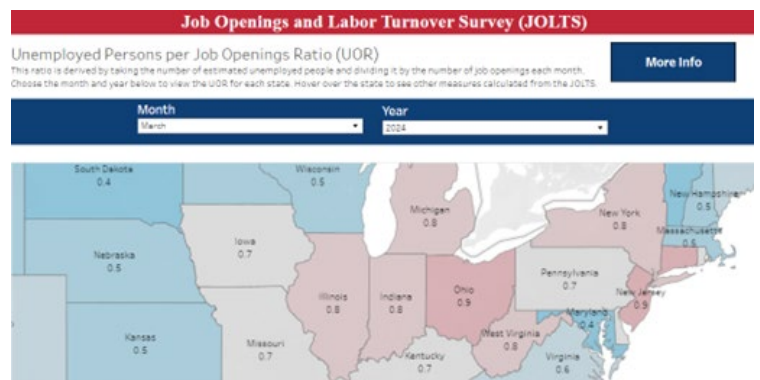 Job Openings and Labor Turnover Survey (JOLTS)
Unemployed Persons per Job Openings Ratio (UOR)
This ratio is derived by taking the number of estimated unemployed people and dividing it by the number of job openings each month.
Choose the month and year below to view the UOR for each state. Hover over the state to see other measures calculated from the JOLTS.
More Info
Month
Year
March
2024
South Dakota
0.4
Wisconsin
0.5
New Hampshire
0.5
Michigan
0.8
New York
0.8
Massachusetts
0.5
Iowa
0.7
Nebraska
0.5
Pennsylvania
0.7
Illinois
0.8
Indiana
0.8
Ohio
0.9
New Jersey
0.9
Maryland
0.4
Kansas
0.5
Missouri
0.7
West Virginia
0.8
Kentucky
0.7
Virginia
0.6